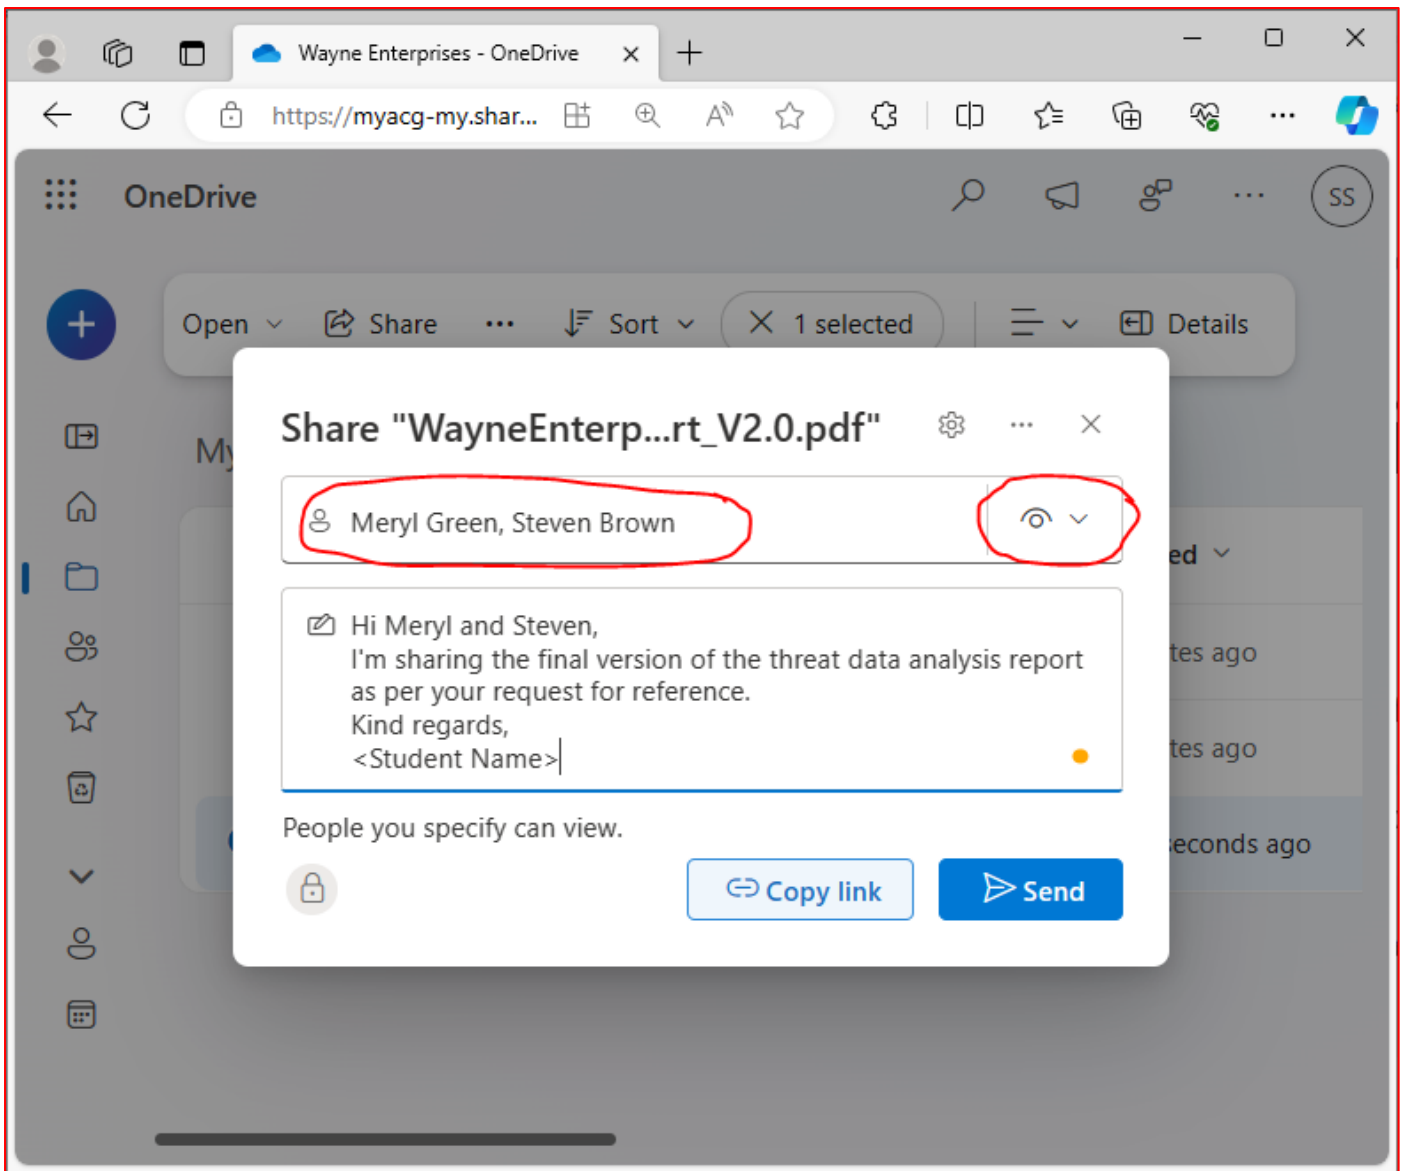 Wayne Enterprises - OneDrive
https://myacg-my.shar...
OneDrive
SS
Open
Share
Sort
1 selected
Details
My
Share "WayneEnterp...rt_V2.0.pdf"
Meryl Green, Steven Brown
ed
Hi Meryl and Steven,
I'm sharing the final version of the threat data analysis report
as per your request for reference.
Kind regards,
<Student Name>
tes ago
tes ago
People you specify can view.
seconds ago
Copy link
Send